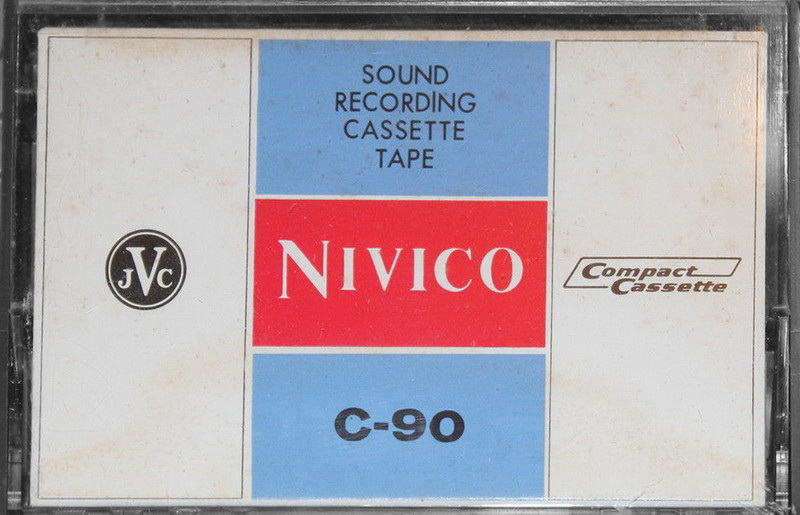 SOUND
RECORDING
CASSETTE
TAPE
JVC
NIVICO
Compact
Cassette
C-90